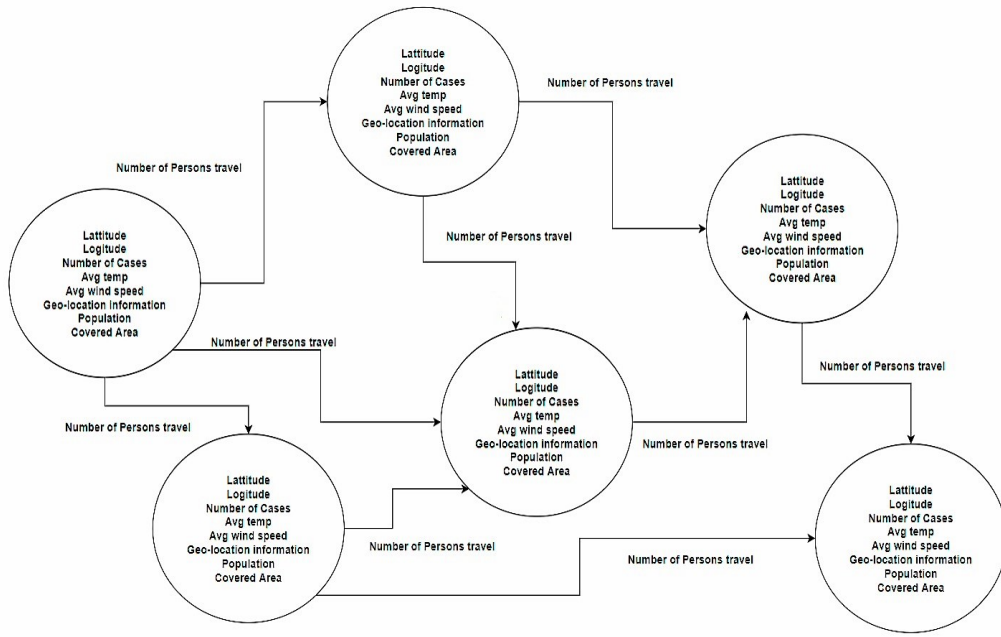 Lattitude
Logitude
Number of Cases
Avg temp
Avg wind speed
Geo-location information
Population
Covered Area
Number of Persons travel
Number of Persons travel
Lattitude
Logitude
Number of Cases
Avg temp
Avg wind speed
Geo-location information
Population
Covered Area
Number of Persons travel
Lattitude
Logitude
Number of Cases
Avg temp
Avg wind speed
Geo-location information
Population
Covered Area
Number of Persons travel
Number of Persons travel
Number of Persons travel
Lattitude
Logitude
Number of Cases
Avg temp
Avg wind speed
Geo-location information
Population
Covered Area
Number of Persons travel
Number of Persons travel
Lattitude
Logitude
Number of Cases
Avg temp
Avg wind speed
Geo-location information
Population
Covered Area
Number of Persons travel
Number of Persons travel
Lattitude
Logitude
Number of Cases
Avg temp
Avg wind speed
Geo-location information
Population
Covered Area